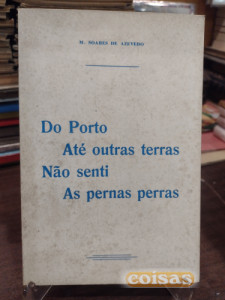 M. SOARES DE AZEVEDO
Do Porto
Até outras terras
Não senti
As pernas perras
coisas